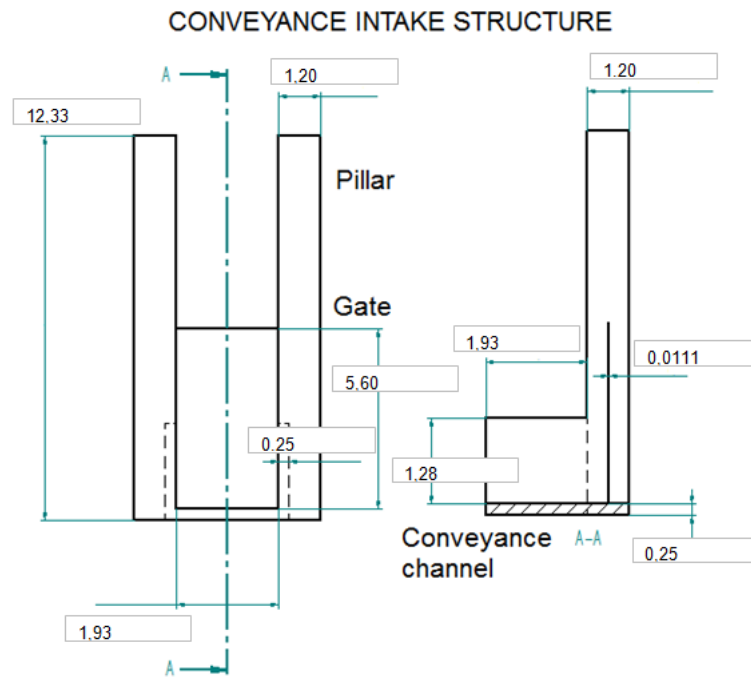 CONVEYANCE INTAKE STRUCTURE
A
1,20
1.20
12,33
Pillar
Gate
1,93
0,0111
5,60
0.25
1,28
Conveyance
channel
A-A
0,25
1,93
A